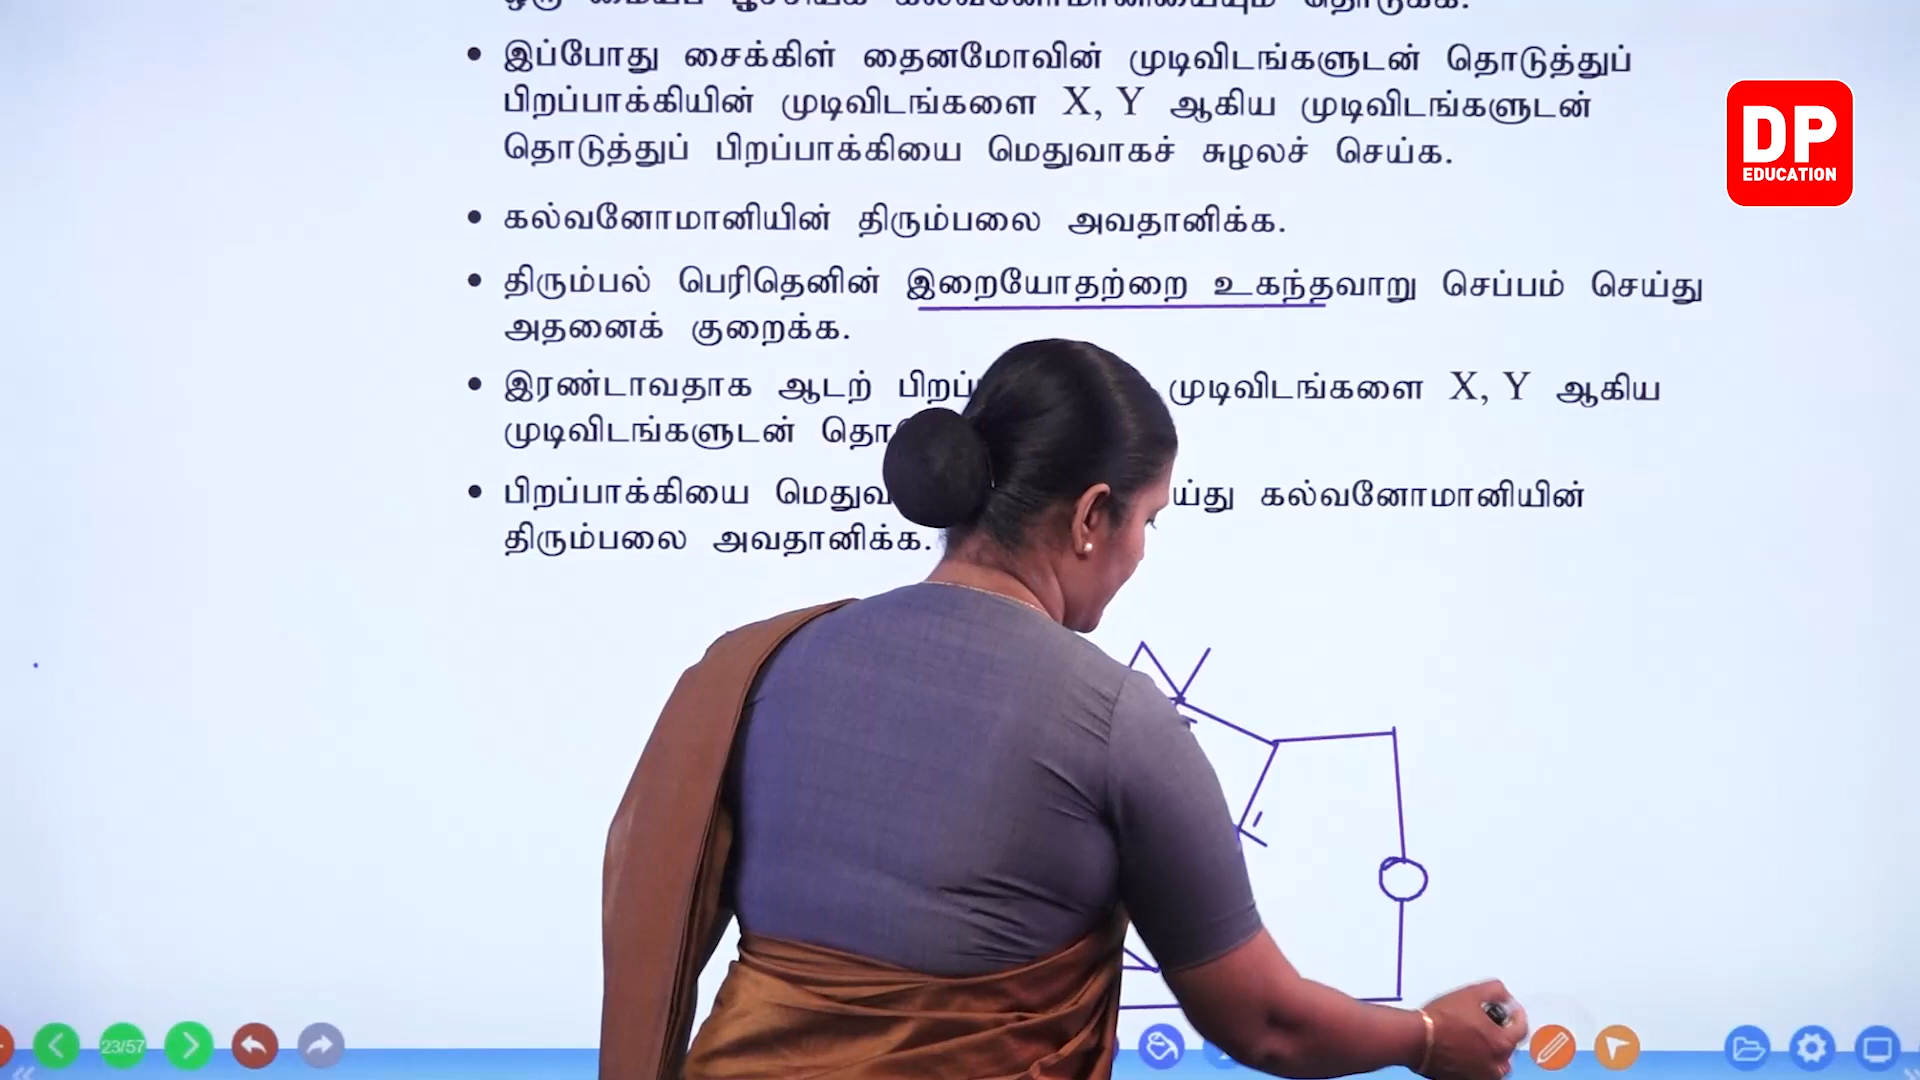 இப்போது சைக்கிள் தைனமோவின் முடிவிடங்களுடன் தொடுத்துப்
பிறப்பாக்கியின் முடிவிடங்களை X, Y ஆகிய முடிவிடங்களுடன்
தொடுத்துப் பிறப்பாக்கியை மெதுவாகச் சுழலச் செய்க.
கல்வனோமானியின் திரும்பலை அவதானிக்க.
திரும்பல் பெரிதெனின் இறையோதற்றை உகந்தவாறு செப்பம் செய்து
அதனைக் குறைக்க.
இரண்டாவதாக ஆடற் முடிவிடங்களை X, Y ஆகிய
முடிவிடங்களுடன்
பிறப்பாக்கியை கல்வனோமானியின்
திரும்பலை அவதானிக்க.
DP
EDUCATION
23/57